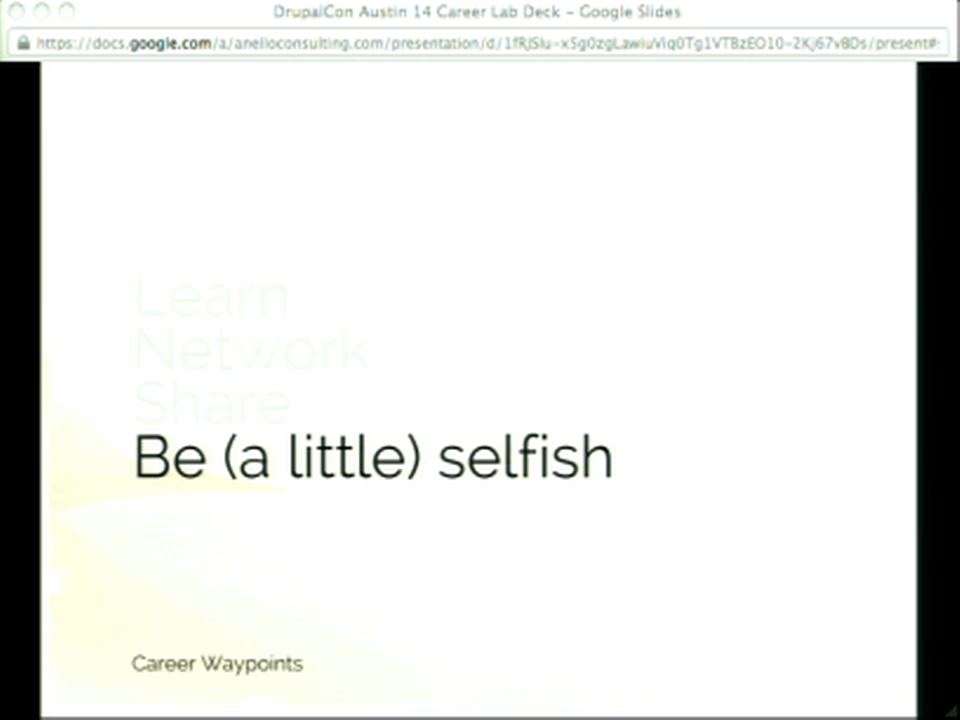 DrupalCon Austin 14 Career Lab Deck – Google Slides
Learn
Network
Share
Be (a little) selfish
Career Waypoints